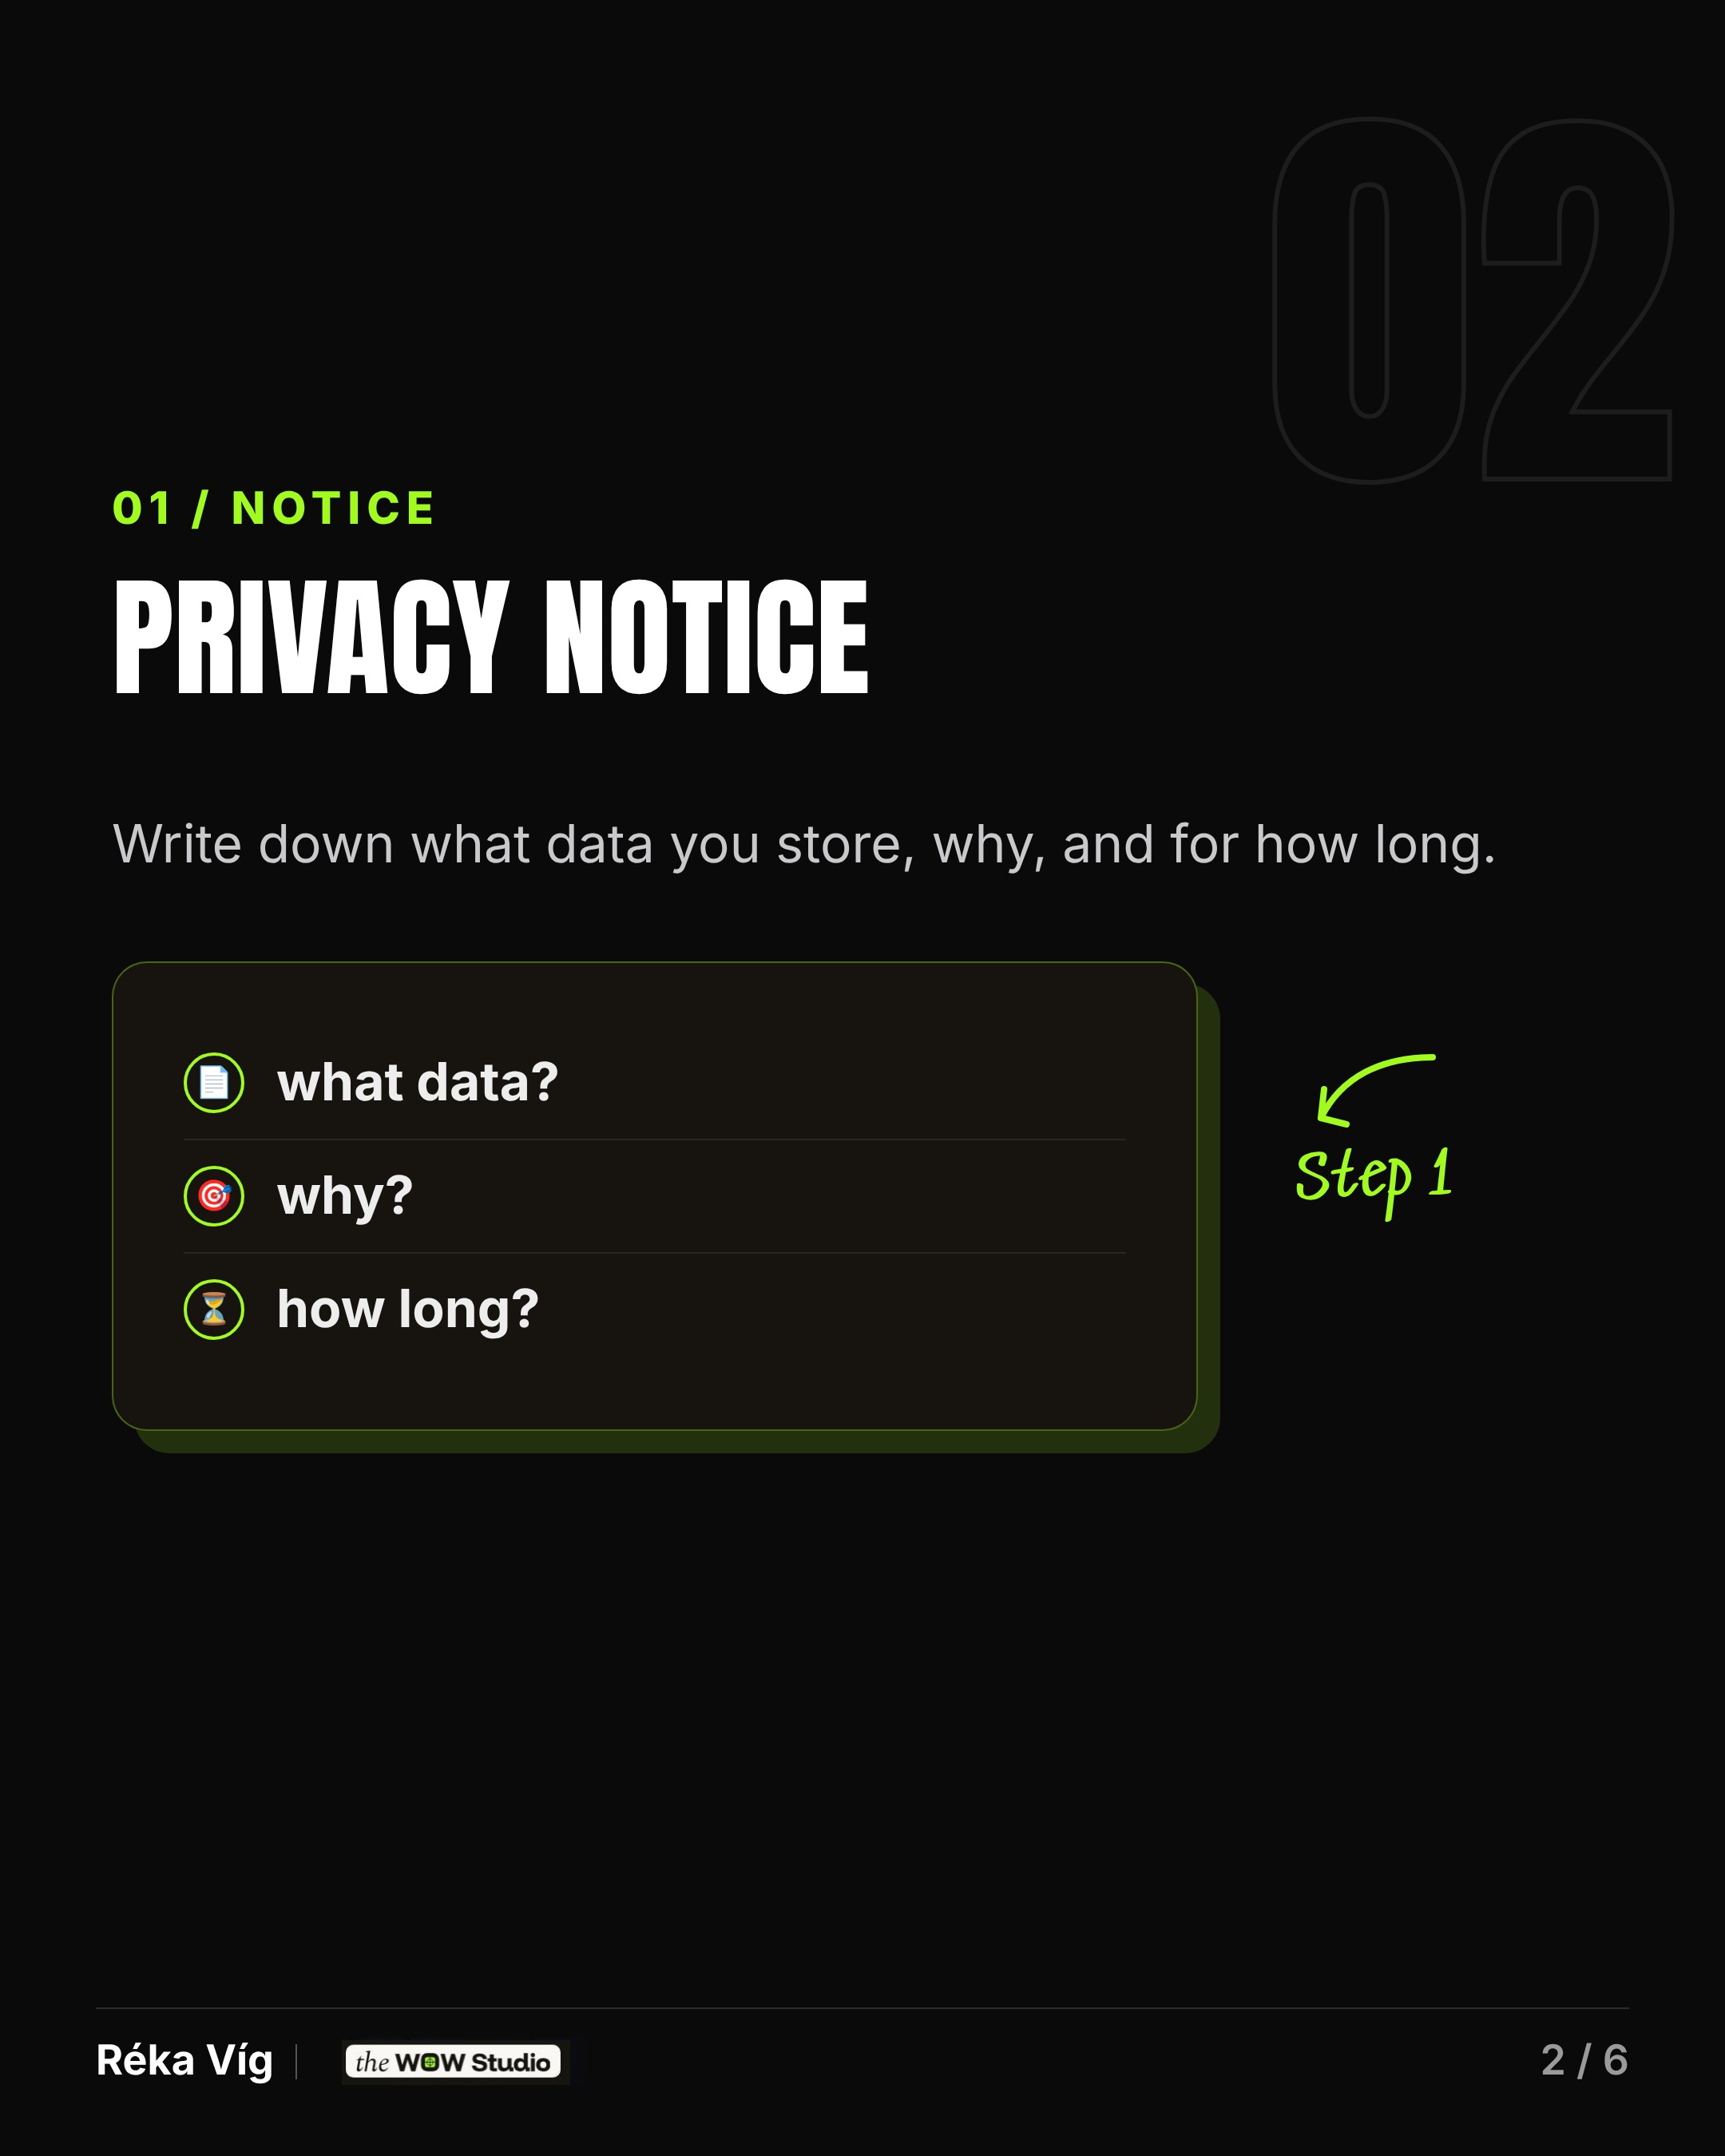 02
01 / NOTICE
PRIVACY NOTICE
Write down what data you store, why, and for how long.
what data?
why?
how long?
Step 1
Réka Víg
the WOW Studio
2 / 6